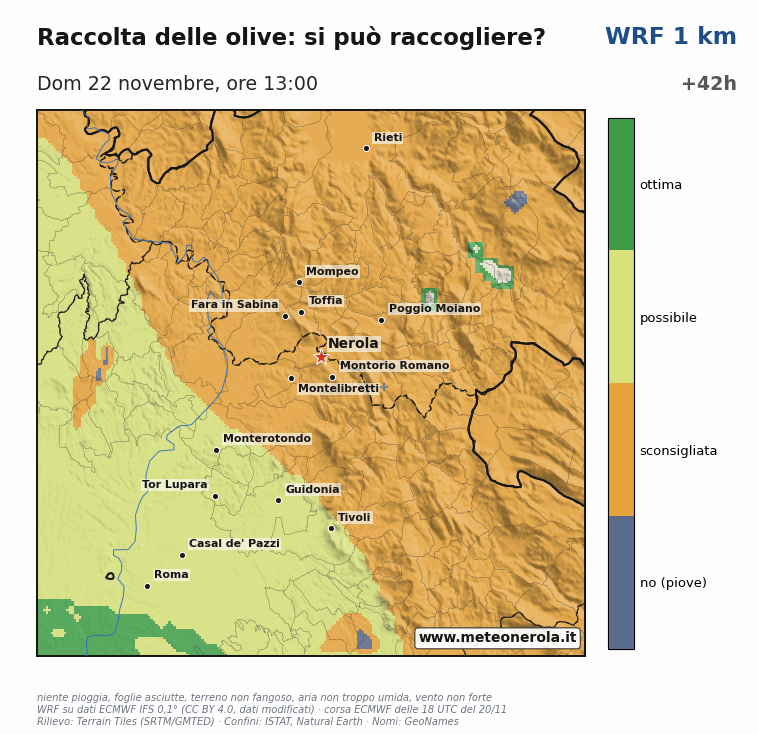 Raccolta delle olive: si può raccogliere?
WRF 1 km
Dom 22 novembre, ore 13:00
+42h
Rieti
ottima
Mompeo
Fara in Sabina
Toffia
Poggio Moiano
possibile
Nerola
Montorio Romano
Montelibretti
Monterotondo
sconsigliata
Tor Lupara
Guidonia
Tivoli
Casal de' Pazzi
Roma
no (piove)
www.meteonerola.it
niente pioggia, foglie asciutte, terreno non fangoso, aria non troppo umida, vento non forte
WRF su dati ECMWF IFS 0,1° (CC BY 4.0, dati modificati) · corsa ECMWF delle 18 UTC del 20/11
Rilievo: Terrain Tiles (SRTM/GMTED) · Confini: ISTAT, Natural Earth · Nomi: GeoNames